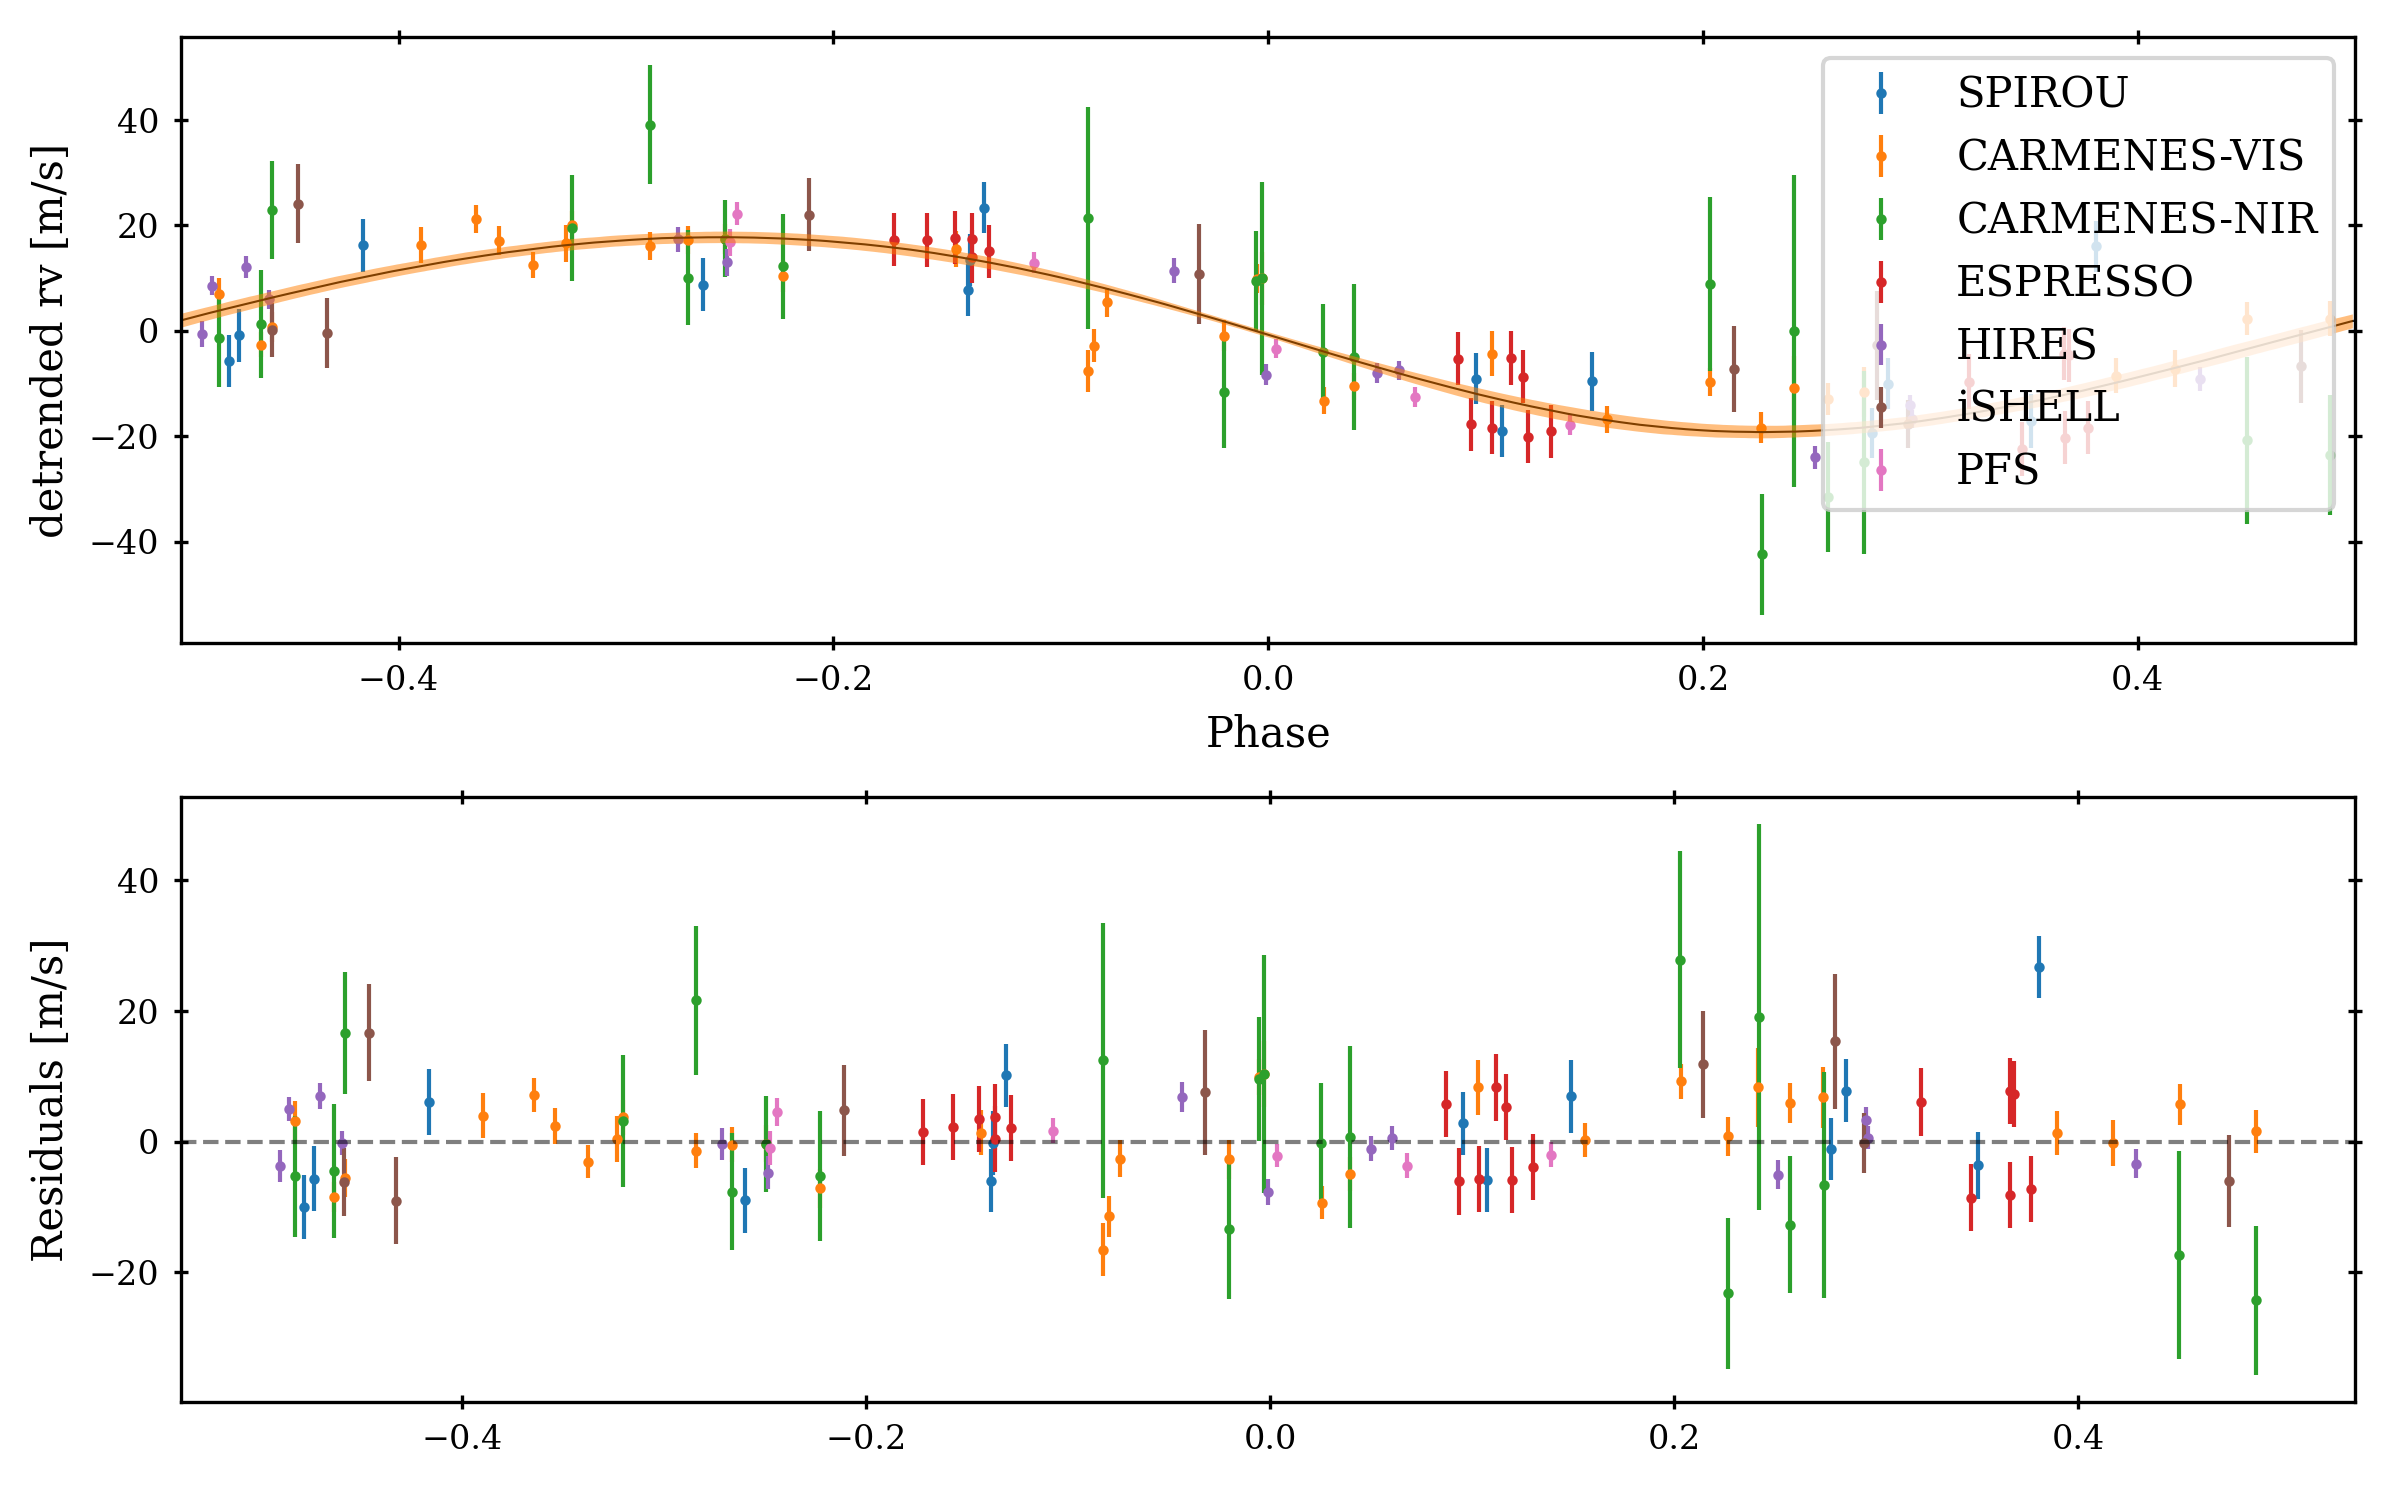 detrended rv [m/s]
40
20
0
−20
−40
SPIROU
CARMENES-VIS
CARMENES-NIR
ESPRESSO
HIRES
iSHELL
PFS
−0.4 −0.2 0.0 0.2 0.4
Phase
Residuals [m/s]
40
20
0
−20
−0.4 −0.2 0.0 0.2 0.4